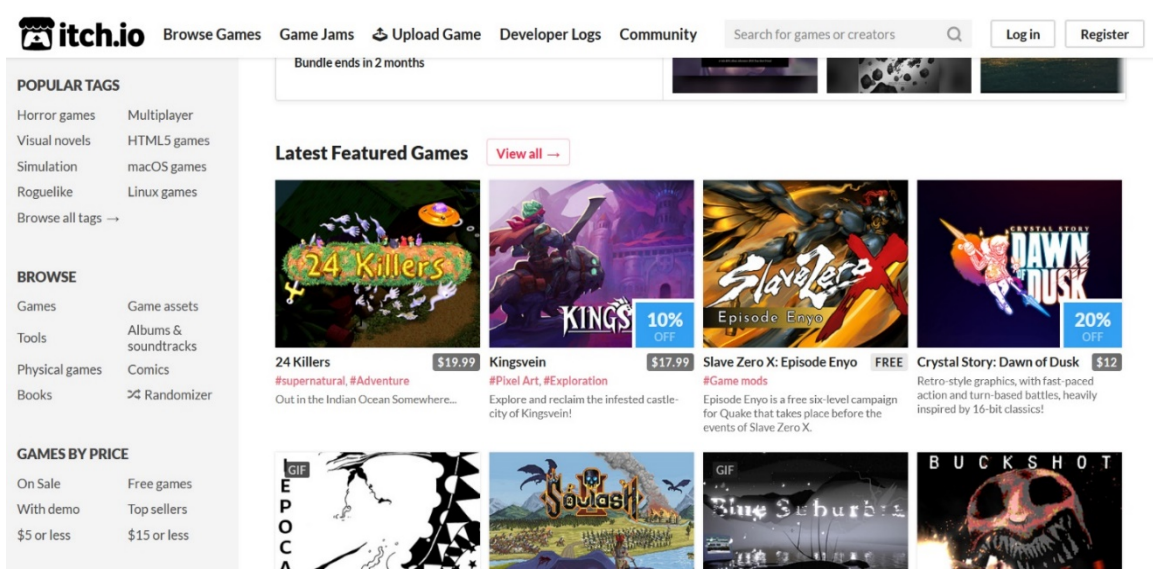 itch.io Browse Games Game Jams Upload Game Developer Logs Community Search for games or creators Log in Register
POPULAR TAGS
Horror games Multiplayer
Visual novels HTML5 games
Simulation macOS games
Roguelike Linux games
Browse all tags →
BROWSE
Games Game assets
Tools Albums &
soundtracks
Physical games Comics
Books Randomizer
GAMES BY PRICE
On Sale Free games
With demo Top sellers
$5 or less $15 or less
Bundle ends in 2 months
Latest Featured Games View all →
24 Killers
24 Killers $19.99
#supernatural, #Adventure
Out in the Indian Ocean Somewhere...
KINGS
10%
OFF
Kingsvein $17.99
#Pixel Art, #Exploration
Explore and reclaim the infested castle-
city of Kingsvein!
SlaveZero X
Episode Enyo
Slave Zero X: Episode Enyo FREE
#Game mods
Episode Enyo is a free six-level campaign
for Quake that takes place before the
events of Slave Zero X.
CRYSTAL STORY
DAWN
OF DUSK
20%
OFF
Crystal Story: Dawn of Dusk $12
Retro-style graphics, with fast-paced
action and turn-based battles, heavily
inspired by 16-bit classics!
GIF
EPOCA
Soulash
GIF
Blue Suburbia
BUCKSHOT